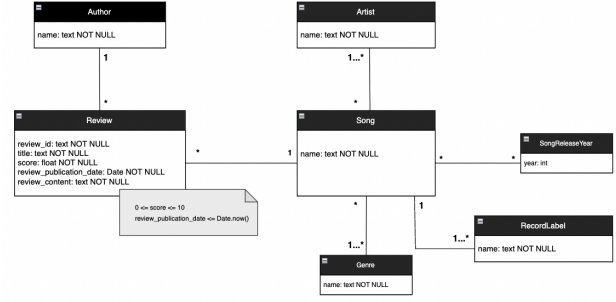 Author
name: text NOT NULL
1
*
Artist
name: text NOT NULL
1...*
*
Review
review_id: text NOT NULL
title: text NOT NULL
score: float NOT NULL
review_publication_date: Date NOT NULL
review_content: text NOT NULL
0 <= score <= 10
review_publication_date <= Date.now()
*
1
Song
name: text NOT NULL
*
*
SongReleaseYear
year: int
*
1...*
Genre
name: text NOT NULL
1
1...*
RecordLabel
name: text NOT NULL